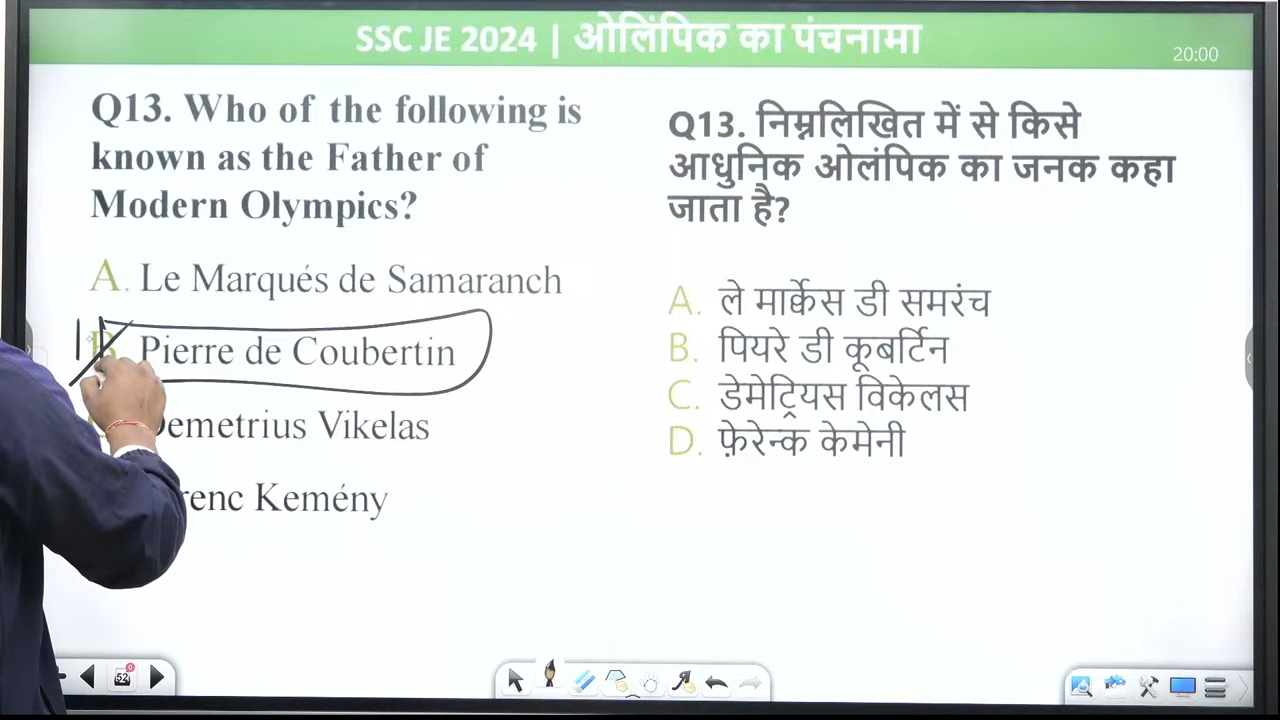 SSC JE 2024 | ओलिंपिक का पंचनामा
20:00
Q13. Who of the following is
known as the Father of
Modern Olympics?
A. Le Marqués de Samaranch
B. Pierre de Coubertin
Demetrius Vikelas
Kemény
Q13. निम्नलिखित में से किसे
आधुनिक ओलंपिक का जनक कहा
जाता है?
A. ले मार्केस डी समरंच
B. पियरे डी कूबर्टिन
C. डेमेट्रियस विकेलस
D. फ़ेरेन्क केमेनी
52
0